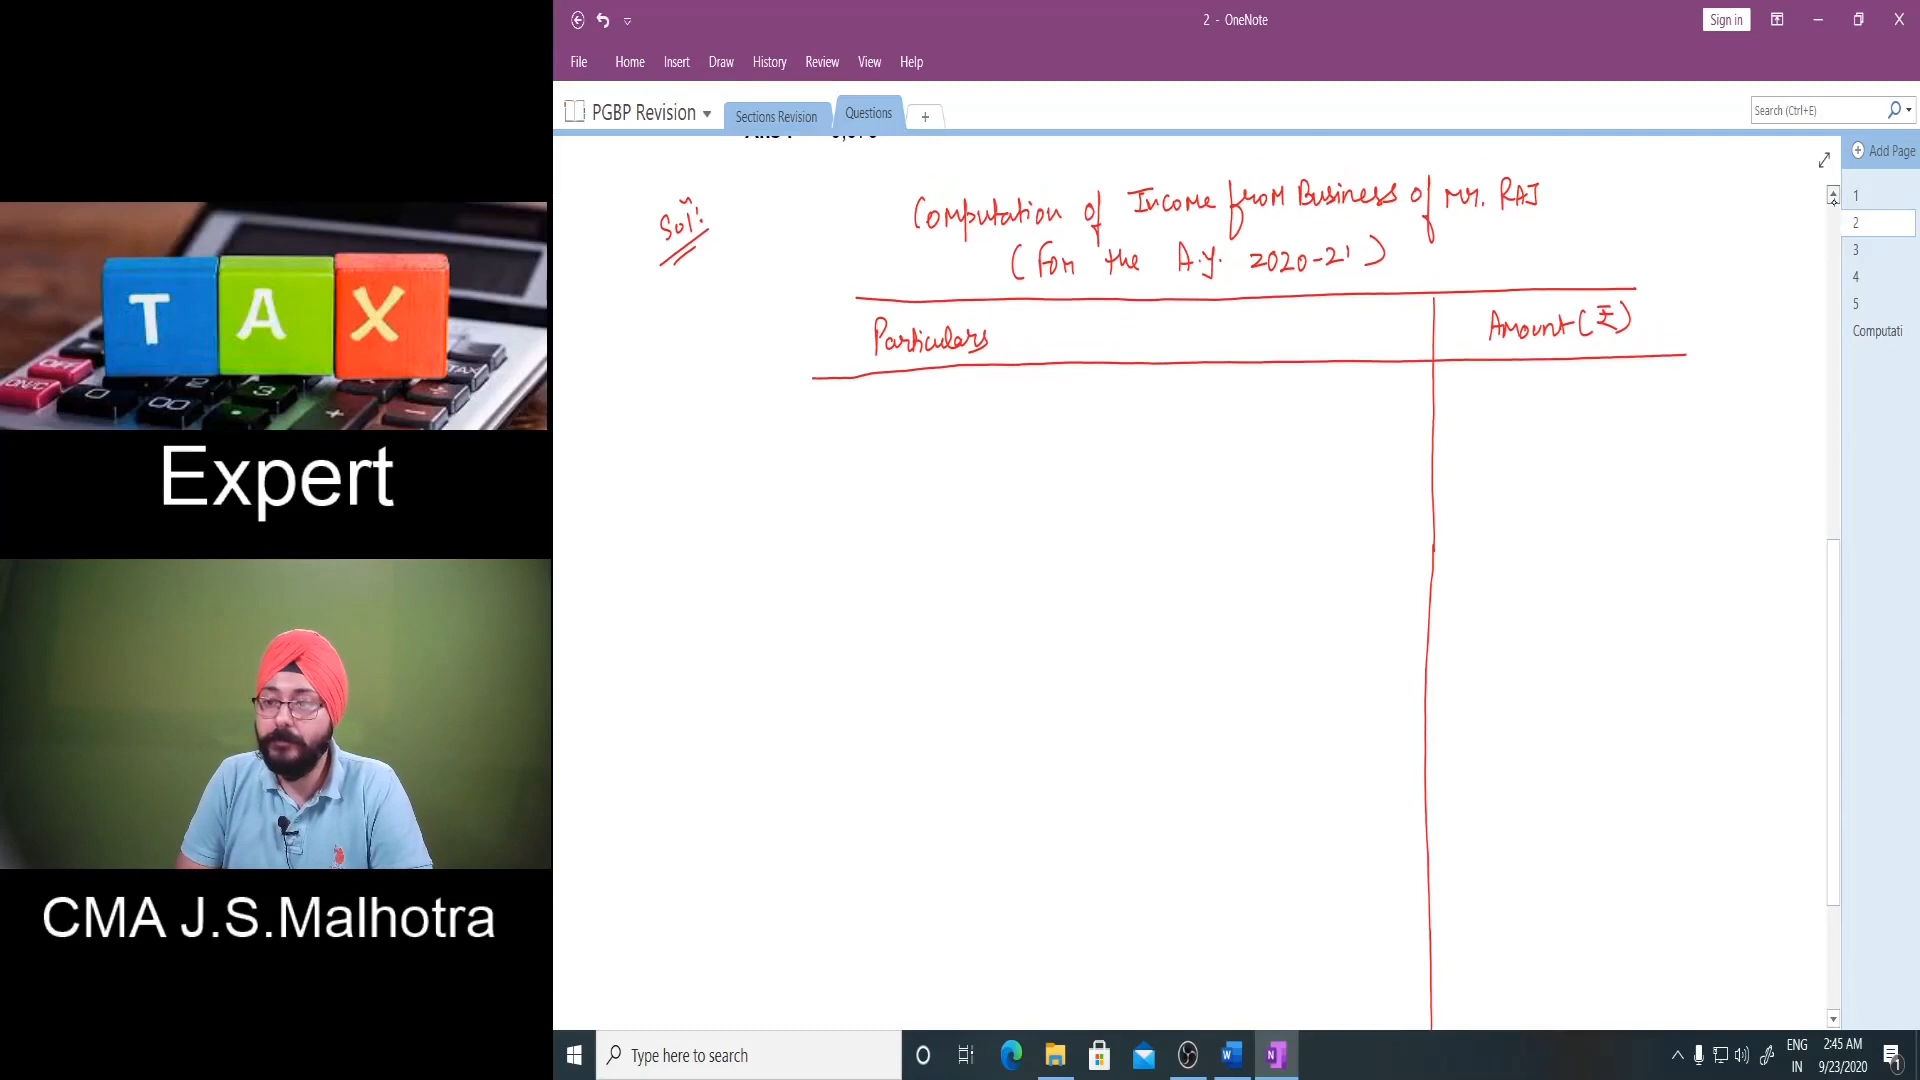 2 - OneNote
Sign in
File Home Insert Draw History Review View Help
PGBP Revision
Sections Revision
Questions
Search (Ctrl+E)
Add Page
1
2
3
4
5
Computati
Soln:
Computation of Income from Business of Mr. RAJ
(For the A.Y. 2020-21)
Particulars
Amount (₹)
TAX
Expert
CMA J.S.Malhotra
Type here to search
ENG
IN
2:45 AM
9/23/2020
1